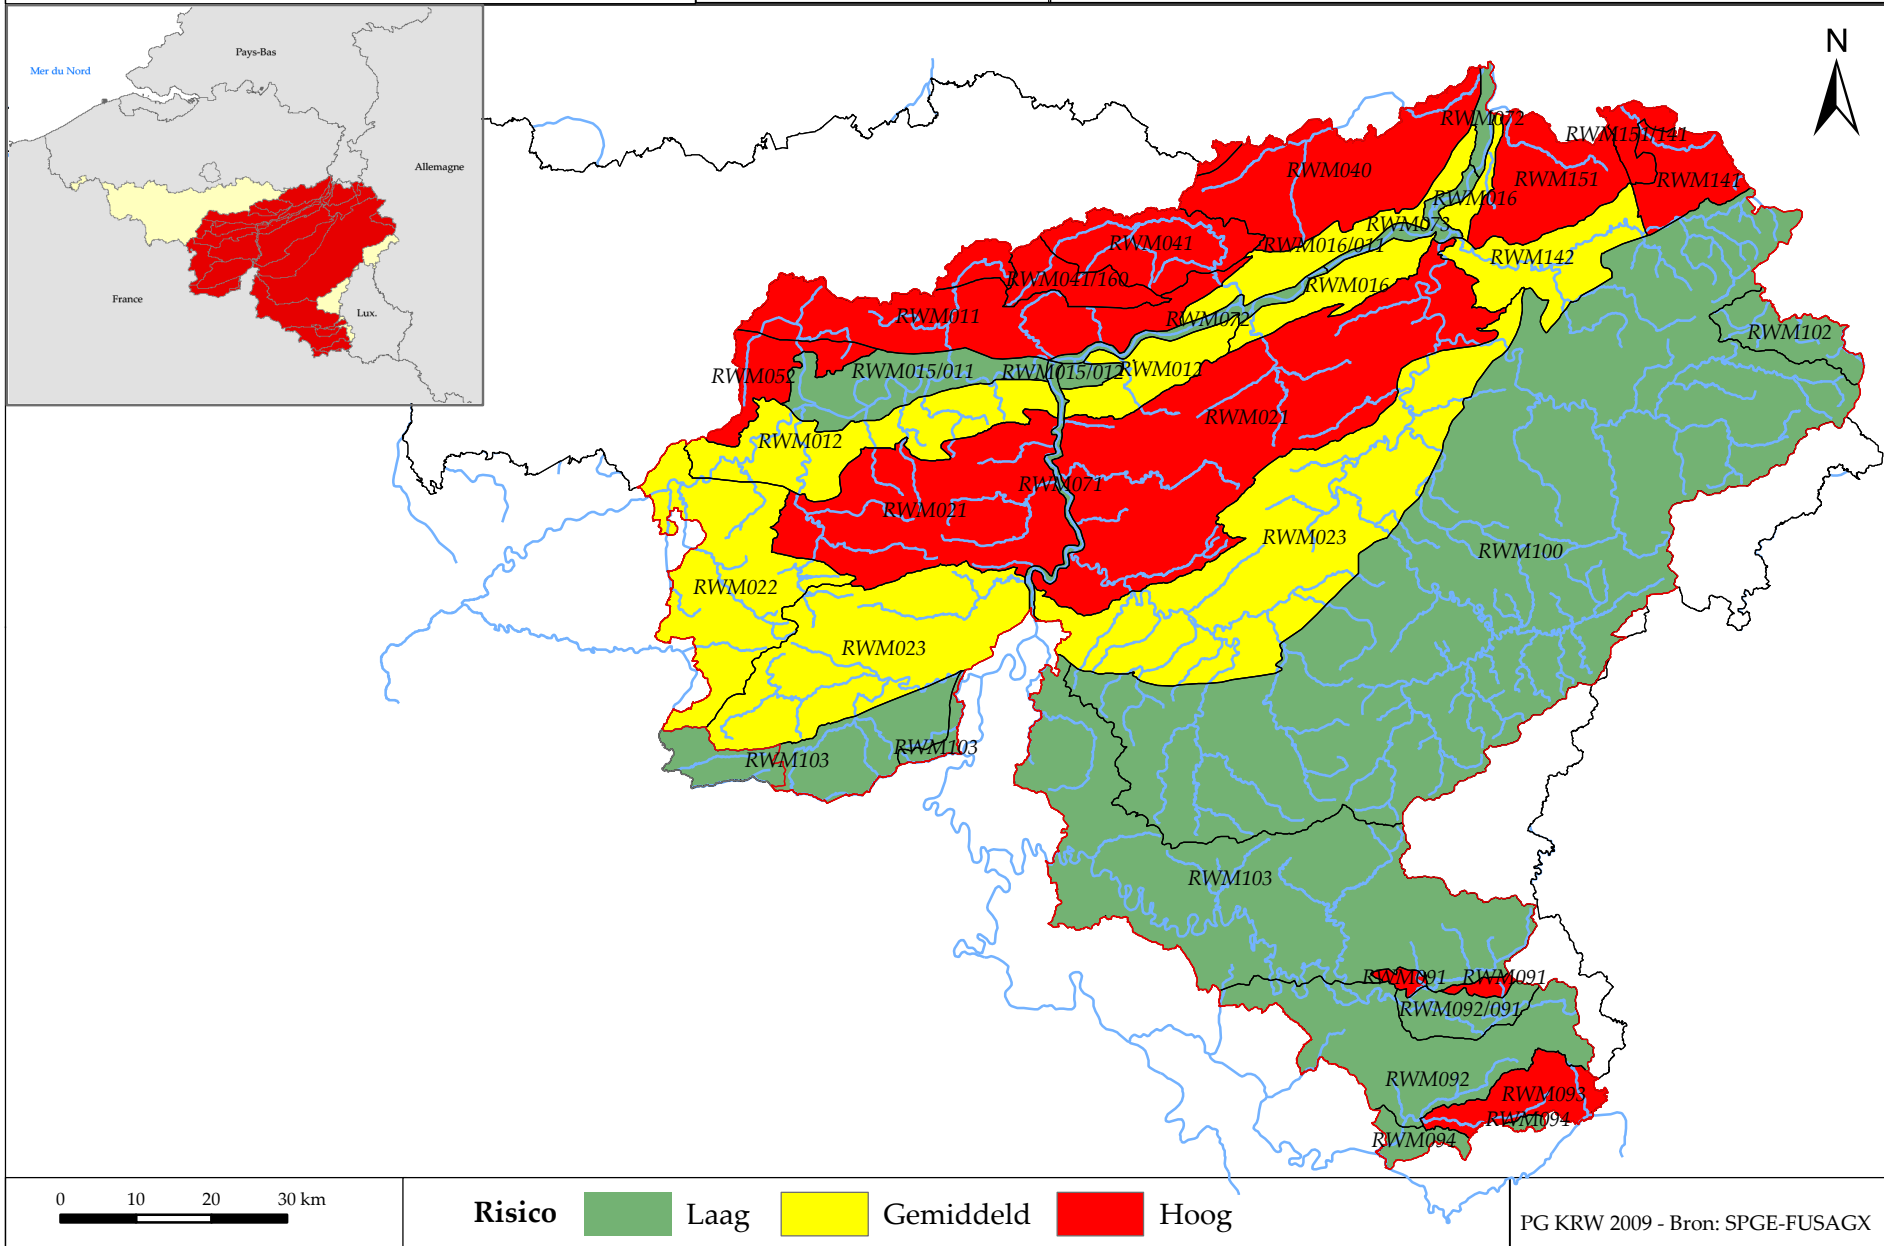 Pays-Bas
Mer du Nord
Allemagne
France
Lux.
N
RWM072
RWM151/141
RWM040
RWM151
RWM141
RWM016
RWM073
RWM041
RWM016/011
RWM142
RWM041/160
RWM016
RWM011
RWM072
RWM102
RWM052
RWM015/011
RWM015/012
RWM012
RWM021
RWM012
RWM071
RWM021
RWM023
RWM100
RWM022
RWM023
RWM103
RWM103
RWM103
RWM091
RWM091
RWM092/091
RWM092
RWM093
RWM094
RWM094
0 10 20 30 km
Risico Laag Gemiddeld Hoog
PG KRW 2009 - Bron: SPGE-FUSAGX